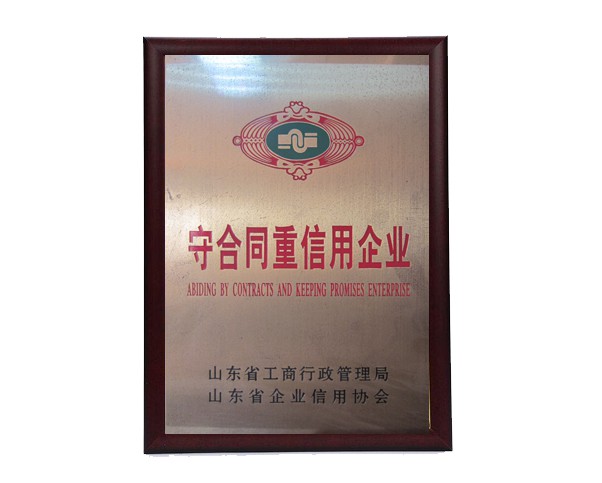 守合同重信用企业
ABIDING BY CONTRACTS AND KEEPING PROMISES ENTERPRISE
山东省工商行政管理局
山东省企业信用协会